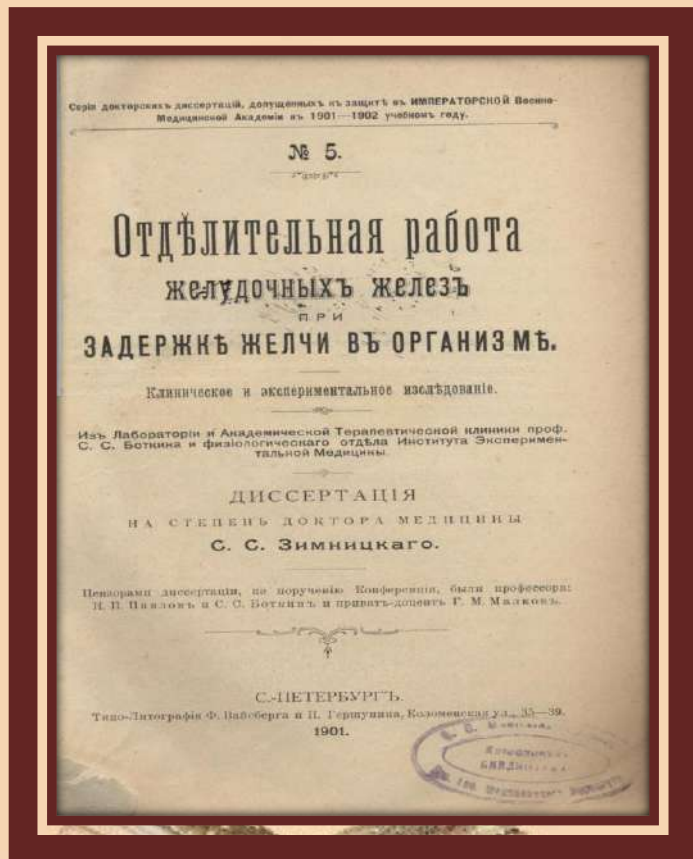 Серія докторскихъ диссертацій, допущенныхъ къ защитѣ въ ИМПЕРАТОРСКОЙ Военно-
Медицинской Академіи въ 1901—1902 учебномъ году.
№ 5.
Отдѣлительная работа
желудочныхъ железъ
ПРИ
ЗАДЕРЖКѢ ЖЕЛЧИ ВЪ ОРГАНИЗМѢ.
Клиническое и экспериментальное изслѣдованіе.
Изъ Лабораторіи и Академической Терапевтической клиники проф.
С. С. Боткина и физіологическаго отдѣла Института Эксперимен-
тальной Медицины.
ДИССЕРТАЦІЯ
НА СТЕПЕНЬ ДОКТОРА МЕДИЦИНЫ
С. С. Зимницкаго.
Цензорами диссертаціи, по порученію Конференціи, были профессора:
И. П. Павловъ и С. С. Боткинъ и приватъ-доцентъ Г. М. Малковъ.
С.-ПЕТЕРБУРГЪ.
Типо-Литографія Ф. Вайсберга и П. Гершунина, Коломенская ул., 35—39.
1901.